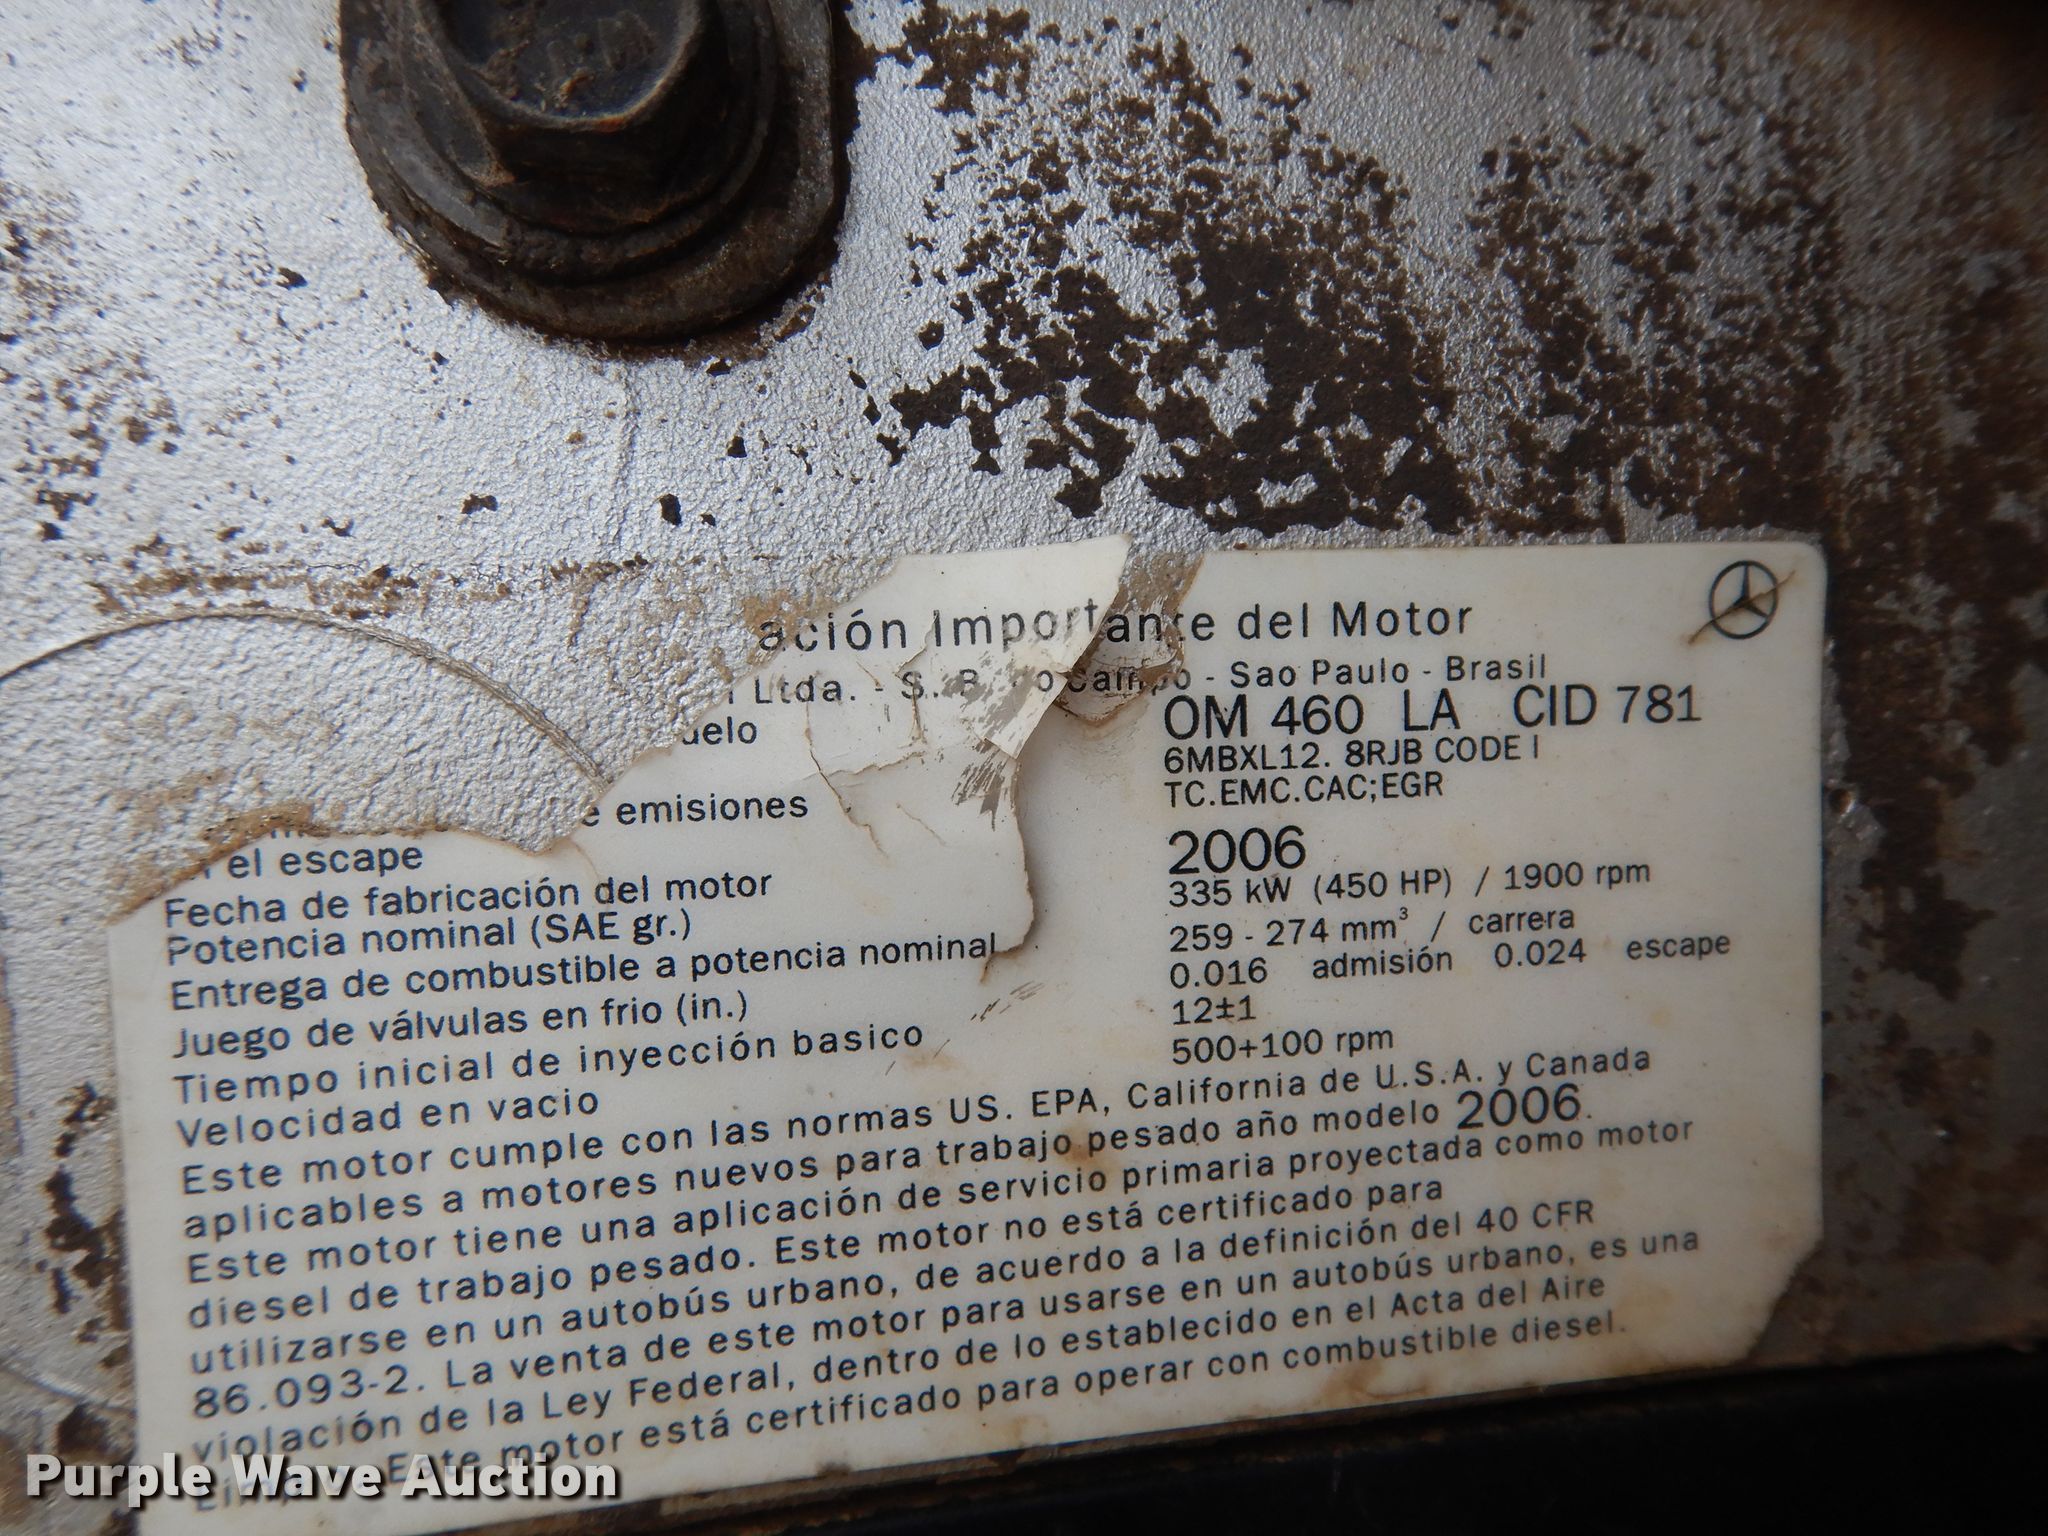 Importante del Motor
Ltda. - Campo - Sao Paulo - Brasil
OM 460 LA CID 781
6MBXL12. 8RJB CODE I
emisiones TC.EMC.CAC;EGR
el escape
Fecha de fabricación del motor 2006
Potencia nominal (SAE gr.) 335 kW (450 HP) / 1900 rpm
Entrega de combustible a potencia nominal 259 - 274 mm³ / carrera
Juego de válvulas en frio (in.) 0.016 admisión 0.024 escape
Tiempo inicial de inyección basico 12±1
Velocidad en vacio 500+100 rpm
Este motor cumple con las normas US. EPA, California de U.S.A. y Canada
aplicables a motores nuevos para trabajo pesado año modelo 2006.
Este motor tiene una aplicación de servicio primaria proyectada como motor
diesel de trabajo pesado. Este motor no está certificado para
utilizarse en un autobús urbano, de acuerdo a la definición del 40 CFR
86.093-2. La venta de este motor para usarse en un autobús urbano, es una
violación de la Ley Federal, dentro de lo establecido en el Acta del Aire
Este motor está certificado para operar con combustible diesel.
Purple Wave Auction